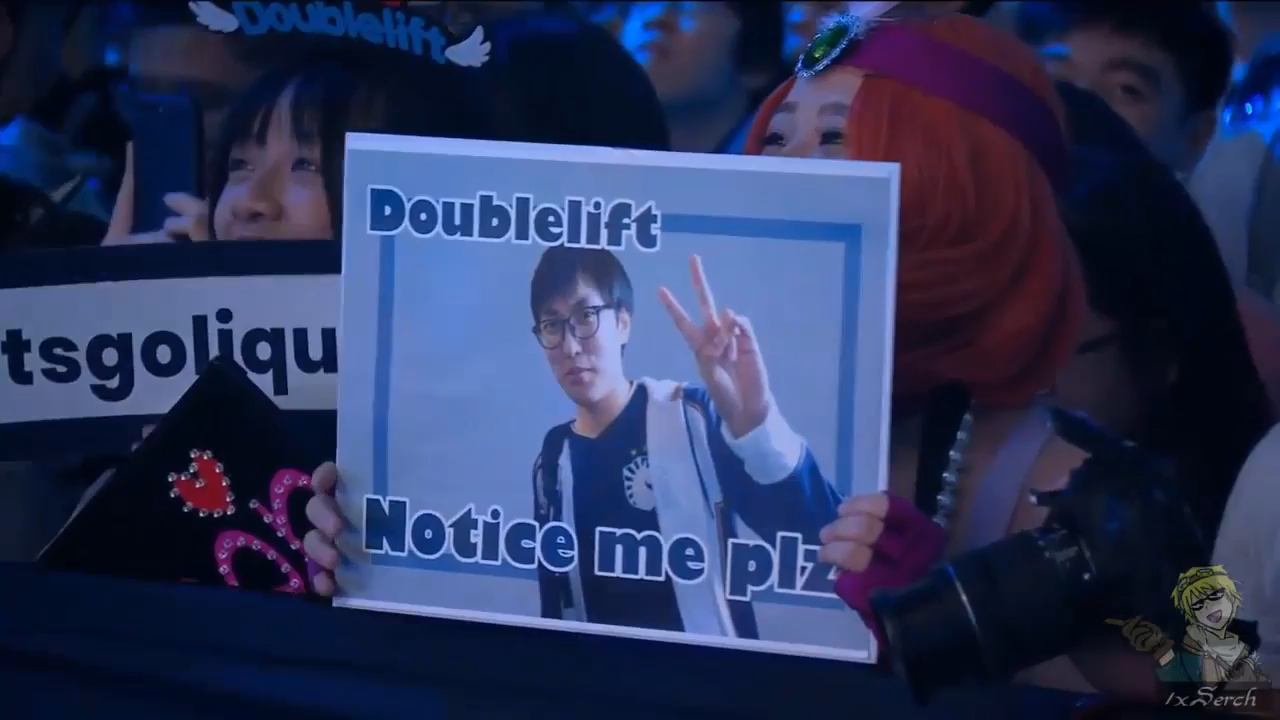 Doublelift
Doublelift
tsgoliqu
Notice me plz
1xSerch